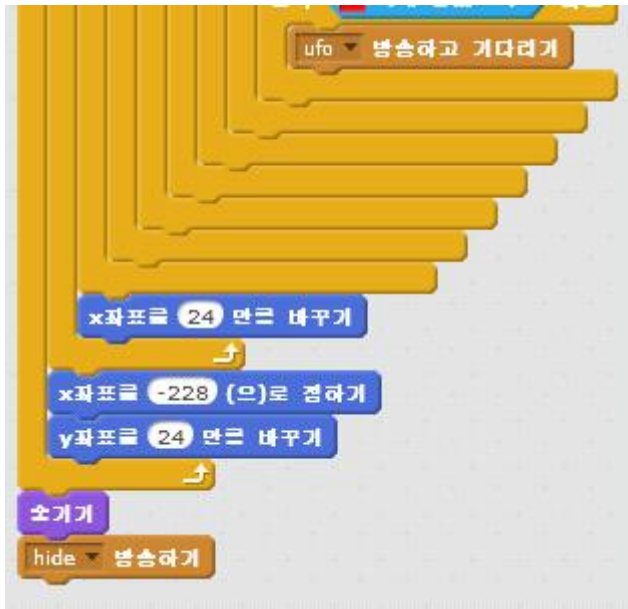 ufo 방송하고 기다리기
x좌표를 24 만큼 바꾸기
x좌표를 -228 (으)로 정하기
y좌표를 24 만큼 바꾸기
숨기기
hide 방송하기